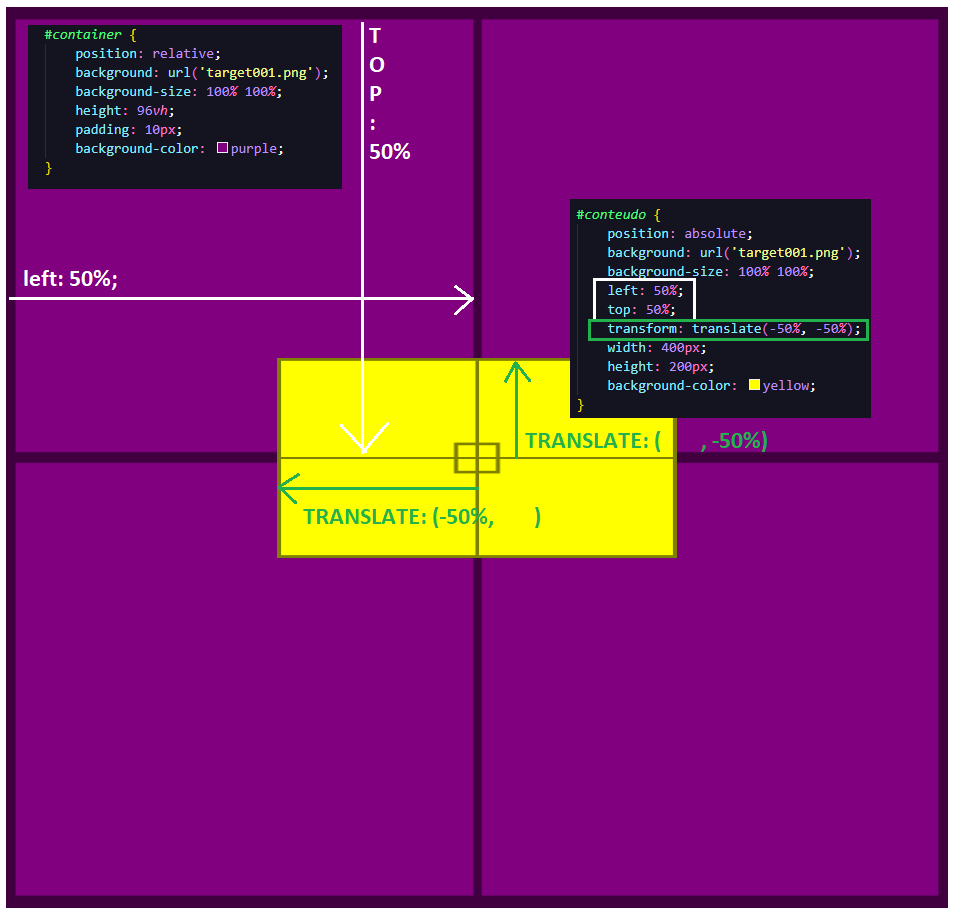 #container {
position: relative;
background: url('target001.png');
background-size: 100% 100%;
height: 96vh;
padding: 10px;
background-color: purple;
}
T
O
P
:
50%
left: 50%;
#conteudo {
position: absolute;
background: url('target001.png');
background-size: 100% 100%;
left: 50%;
top: 50%;
transform: translate(-50%, -50%);
width: 400px;
height: 200px;
background-color: yellow;
}
TRANSLATE: (      , -50%)
TRANSLATE: (-50%,      )